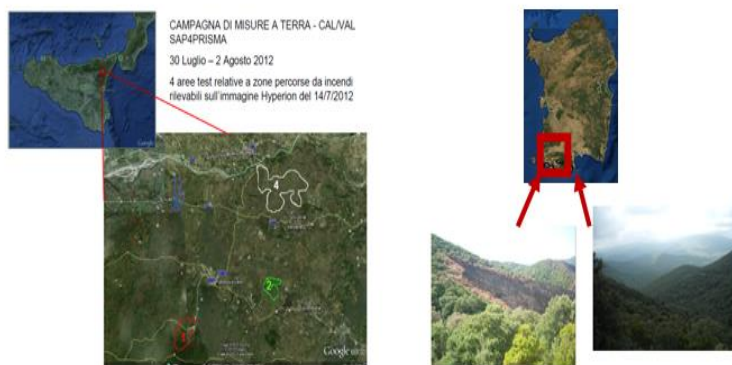 CAMPAGNA DI MISURE A TERRA - CAL/VAL
SAP4PRISMA
30 Luglio – 2 Agosto 2012
4 aree test relative a zone percorse da incendi
rilevabili sull'immagine Hyperion del 14/7/2012
4
2
Google